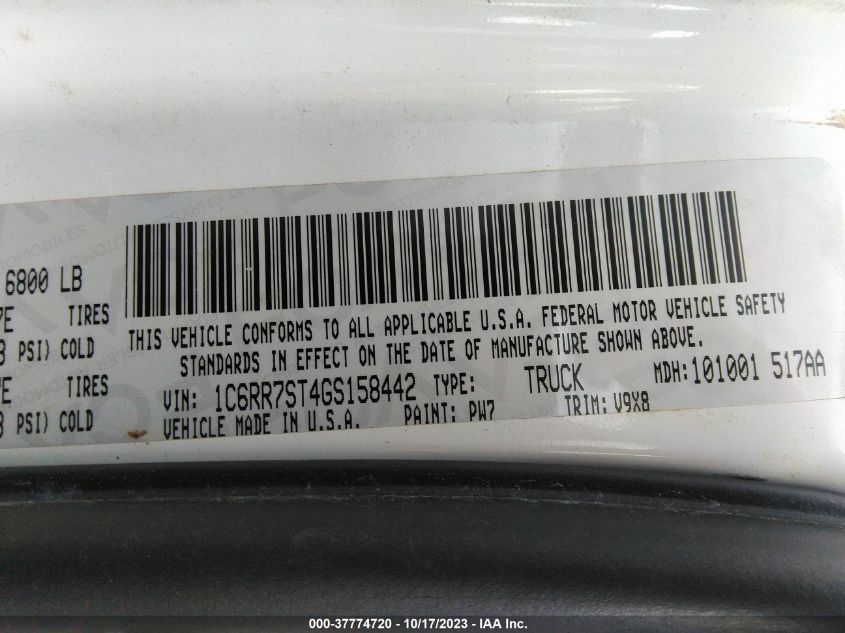 6800 LB
TIRES
PSI) COLD
TIRES
PSI) COLD
THIS VEHICLE CONFORMS TO ALL APPLICABLE U.S.A. FEDERAL MOTOR VEHICLE SAFETY
STANDARDS IN EFFECT ON THE DATE OF MANUFACTURE SHOWN ABOVE.
VIN: 1C6RR7ST4GS158442 TYPE: TRUCK MDH:101001 517AA
VEHICLE MADE IN U.S.A. PAINT: PW7 TRIM: V9X8
000-37774720 / 10/17/2023 - IAA Inc.